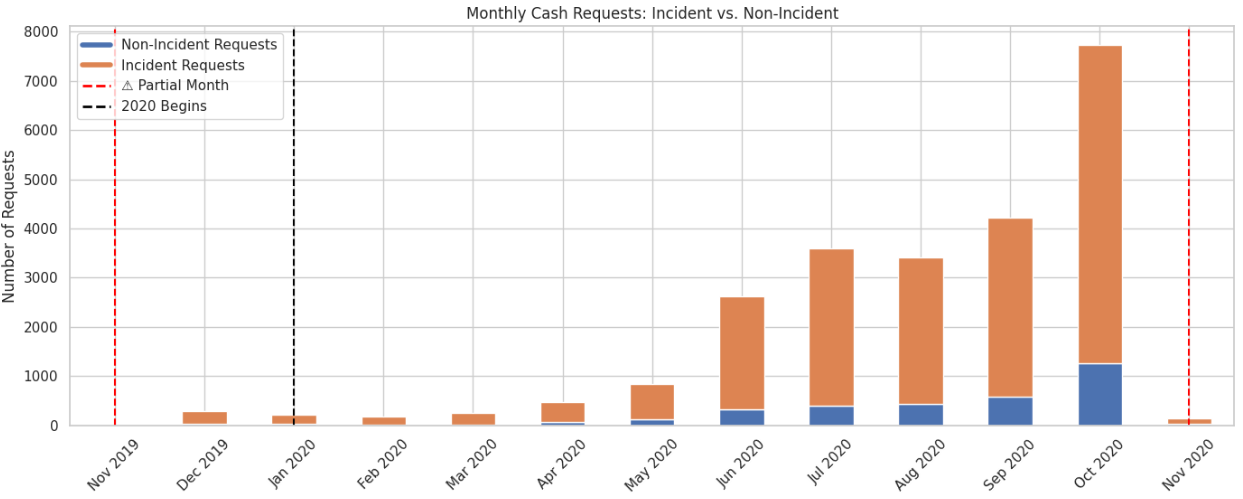 Monthly Cash Requests: Incident vs. Non-Incident
Number of Requests
8000
7000
6000
5000
4000
3000
2000
1000
0
Non-Incident Requests
Incident Requests
⚠ Partial Month
2020 Begins
Nov 2019
Dec 2019
Jan 2020
Feb 2020
Mar 2020
Apr 2020
May 2020
Jun 2020
Jul 2020
Aug 2020
Sep 2020
Oct 2020
Nov 2020